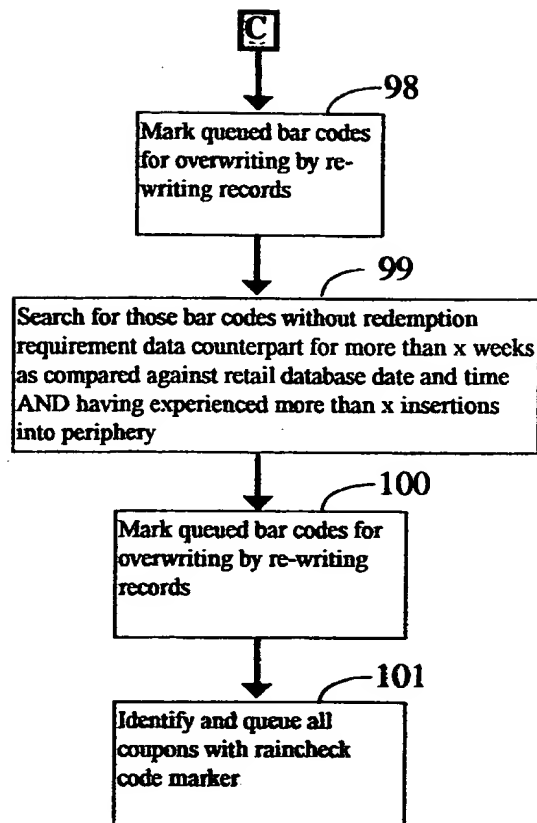 C
98
Mark queued bar codes
for overwriting by re-
writing records
99
Search for those bar codes without redemption
requirement data counterpart for more than x weeks
as compared against retail database date and time
AND having experienced more than x insertions
into periphery
100
Mark queued bar codes for
overwriting by re-writing
records
101
Identify and queue all
coupons with raincheck
code marker